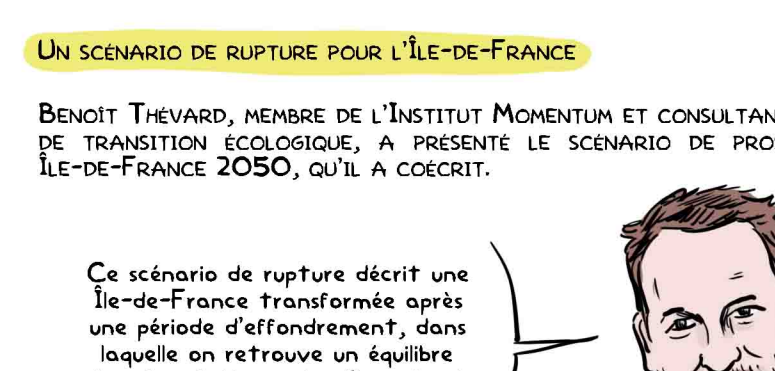 Un scénario de rupture pour l'Île-de-France
Benoît Thévard, membre de l'Institut Momentum et consultan
de transition écologique, a présenté le scénario de pro
Île-de-France 2050, qu'il a coécrit.
Ce scénario de rupture décrit une
Île-de-France transformée après
une période d'effondrement, dans
laquelle on retrouve un équilibre